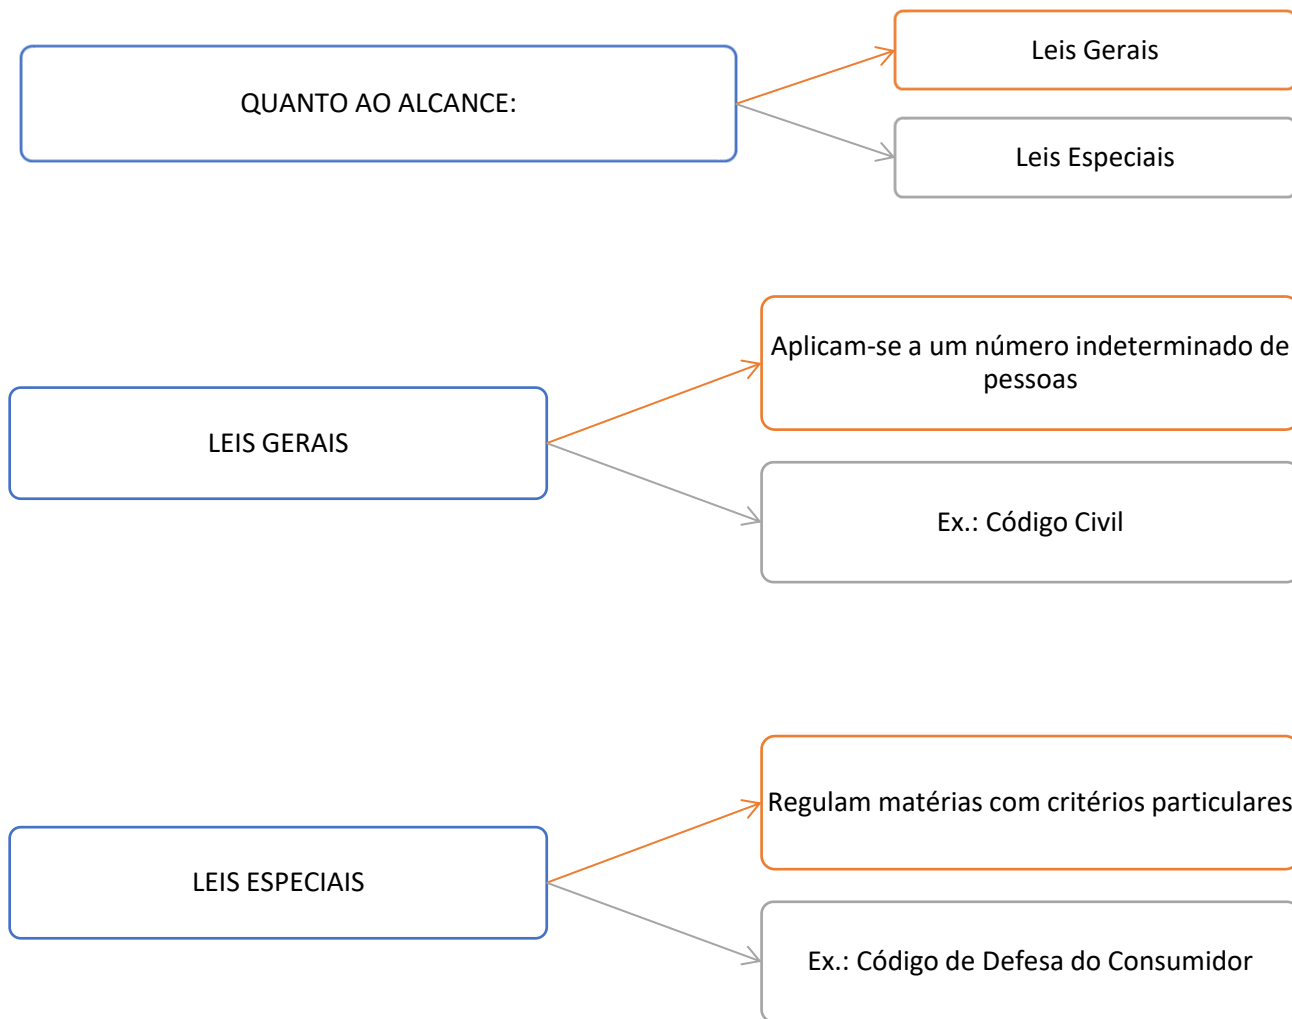 QUANTO AO ALCANCE:
Leis Gerais
Leis Especiais
LEIS GERAIS
Aplicam-se a um número indeterminado de
pessoas
Ex.: Código Civil
LEIS ESPECIAIS
Regulam matérias com critérios particulares
Ex.: Código de Defesa do Consumidor